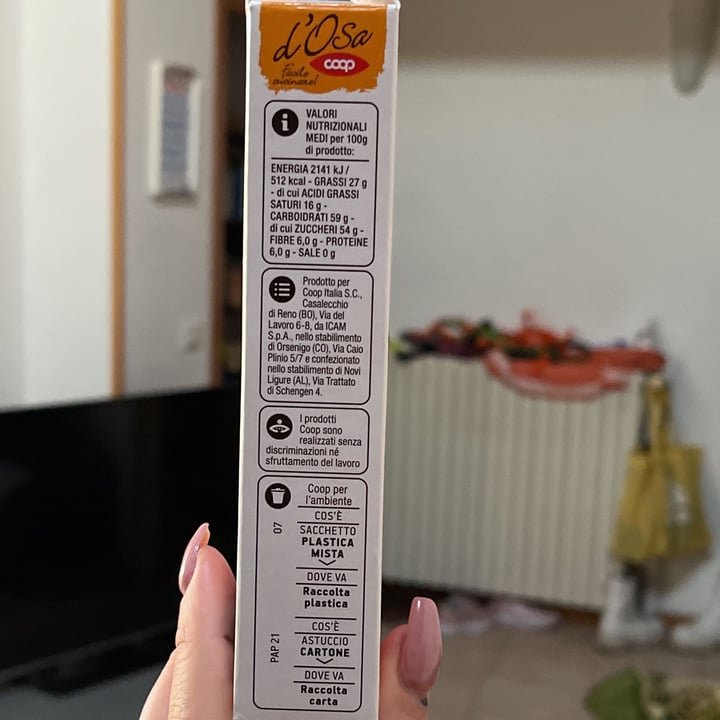 d'Osa
coop
Facile
cucinare!
VALORI
NUTRIZIONALI
MEDI per 100g
di prodotto:
ENERGIA 2141 kJ /
512 kcal - GRASSI 27 g
- di cui ACIDI GRASSI
SATURI 16 g -
CARBOIDRATI 59 g -
di cui ZUCCHERI 54 g -
FIBRE 6,0 g - PROTEINE
6,0 g - SALE 0 g
Prodotto per
Coop Italia S.C.,
Casalecchio
di Reno (BO), Via del
Lavoro 6-8, da ICAM
S.p.A., nello stabilimento
di Orsenigo (CO), Via Caio
Plinio 5/7 e confezionato
nello stabilimento di Novi
Ligure (AL), Via Trattato
di Schengen 4.
I prodotti
Coop sono
realizzati senza
discriminazioni né
sfruttamento del lavoro
Coop per
l'ambiente
07
COS'È
SACCHETTO
PLASTICA
MISTA
DOVE VA
Raccolta
plastica
PAP 21
COS'È
ASTUCCIO
CARTONE
DOVE VA
Raccolta
carta